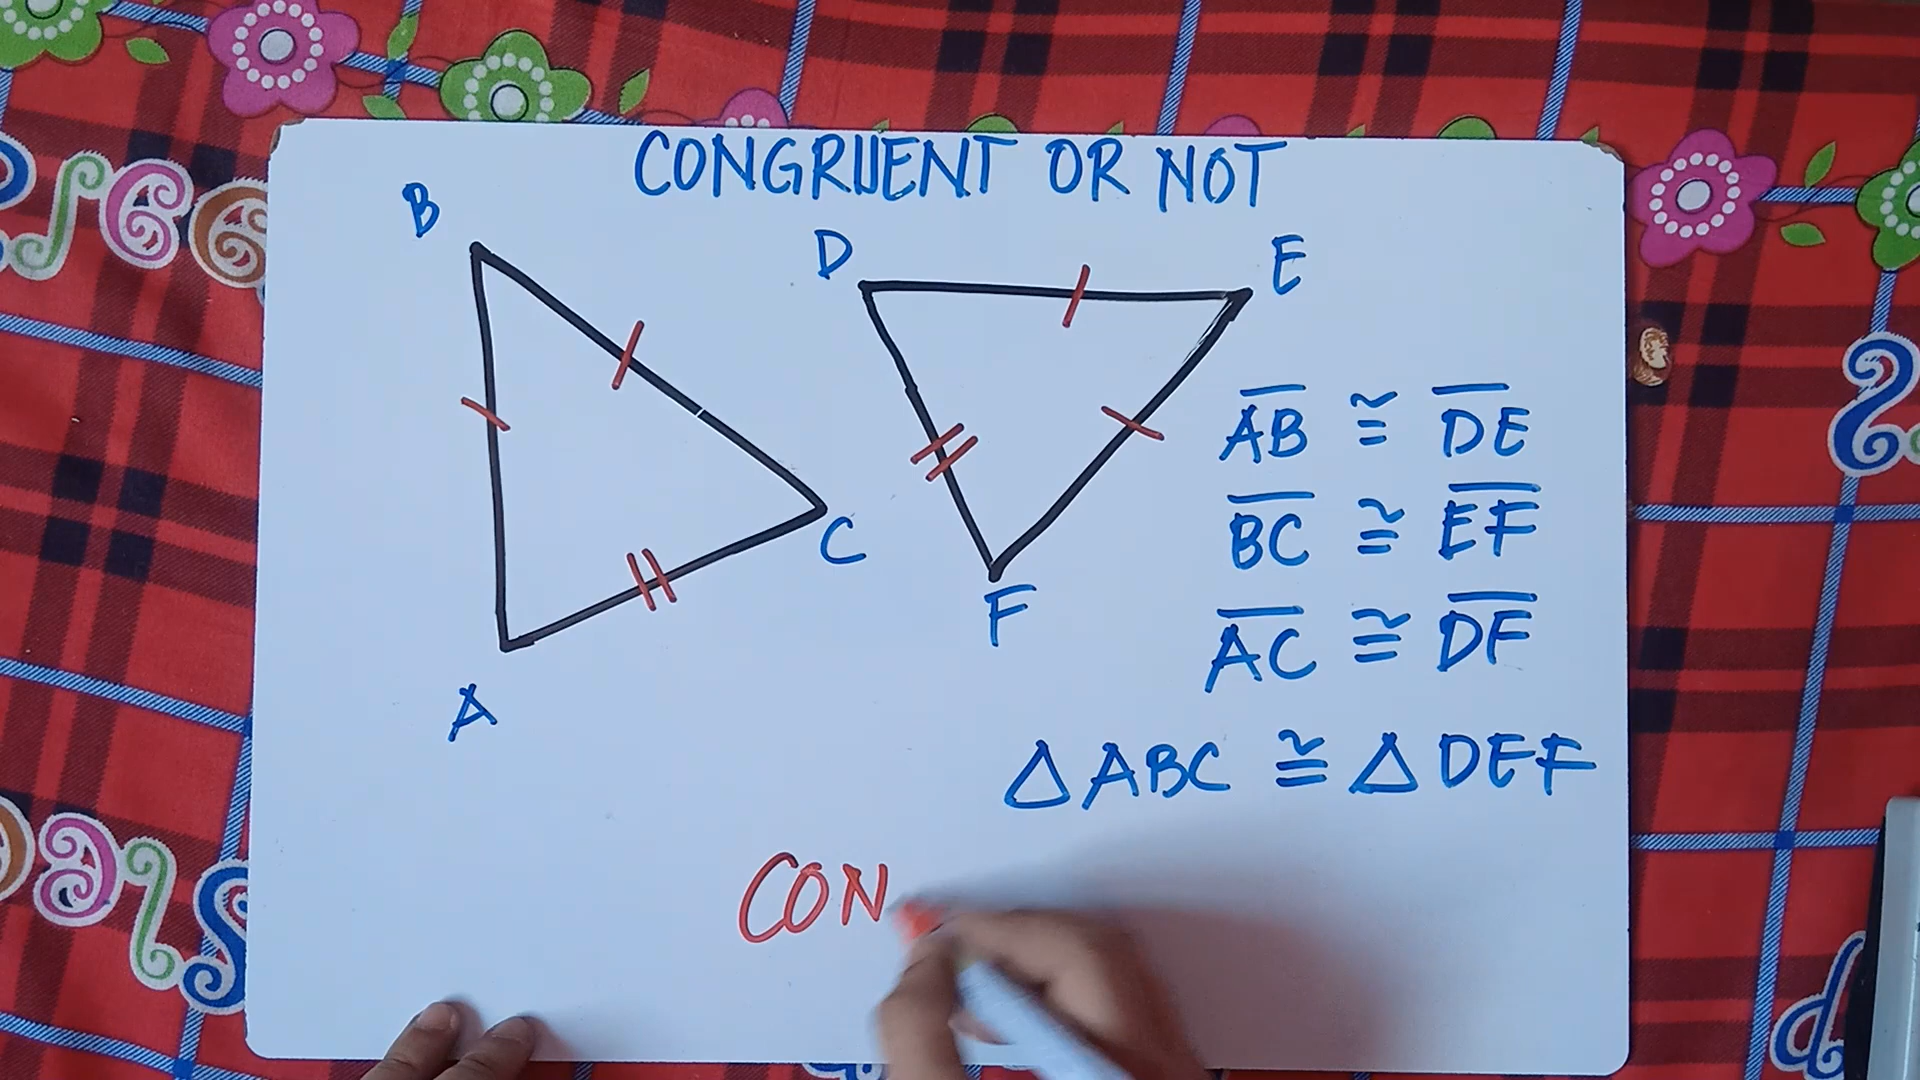 CONGRUENT OR NOT
B
D
E
C
F
A
AB ≅ DE
BC ≅ EF
AC ≅ DF
△ABC ≅ △DEF
CON